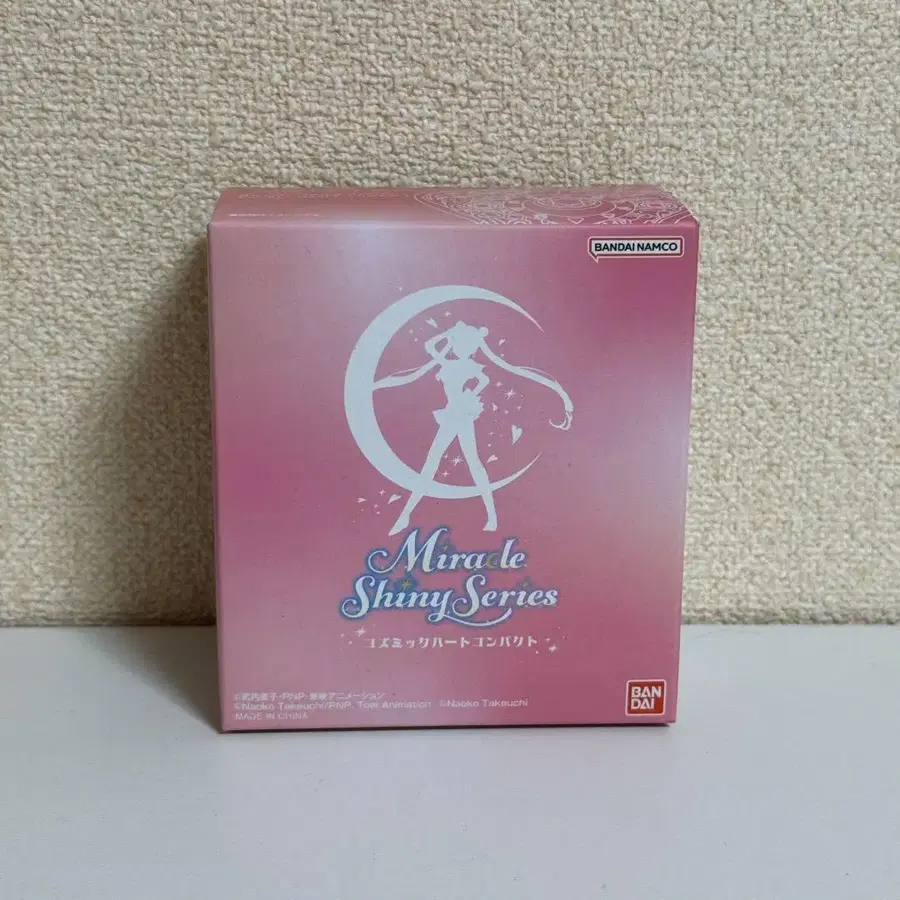 BANDAI NAMCO
Miracle
Shiny Series
コズミックハートコンパクト
©武内直子・PNP・東映アニメーション
©Naoko Takeuchi/PNP, Toei Animation ©Naoko Takeuchi
MADE IN CHINA
BAN
DAI